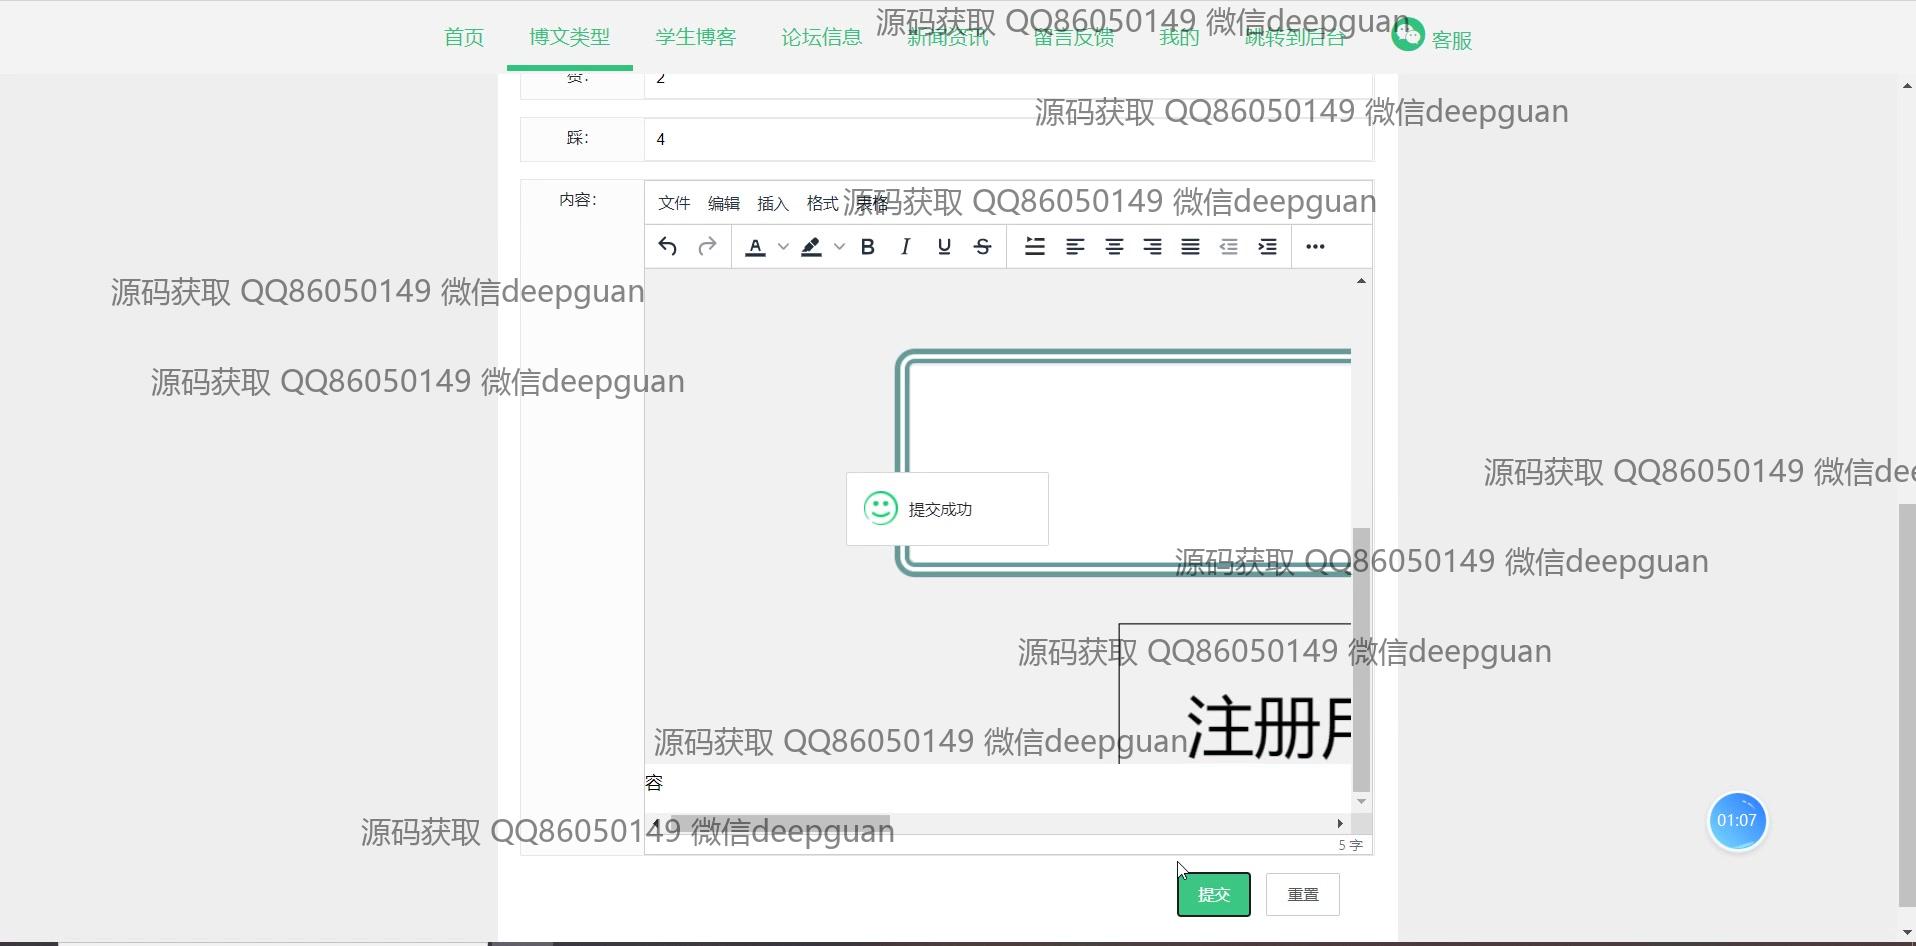 首页 博文类型 学生博客 论坛信息 新闻资讯 留言反馈 我的 跳转到后台 客服
源码获取 QQ86050149 微信deepguan
赞： 2
源码获取 QQ86050149 微信deepguan
踩： 4
内容：
文件 编辑 插入 格式 表格
源码获取 QQ86050149 微信deepguan
A B I U S
源码获取 QQ86050149 微信deepguan
源码获取 QQ86050149 微信deepguan
源码获取 QQ86050149 微信dee
提交成功
源码获取 QQ86050149 微信deepguan
源码获取 QQ86050149 微信deepguan
注册
源码获取 QQ86050149 微信deepguan
容
01:07
源码获取 QQ86050149 微信deepguan
5 字
提交 重置